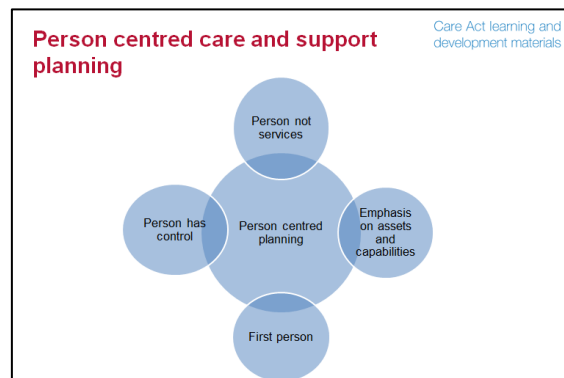 Person centred care and support
planning
Care Act learning and
development materials
Person not
services
Person has
control
Person centred
planning
Emphasis
on assets
and
capabilities
First person